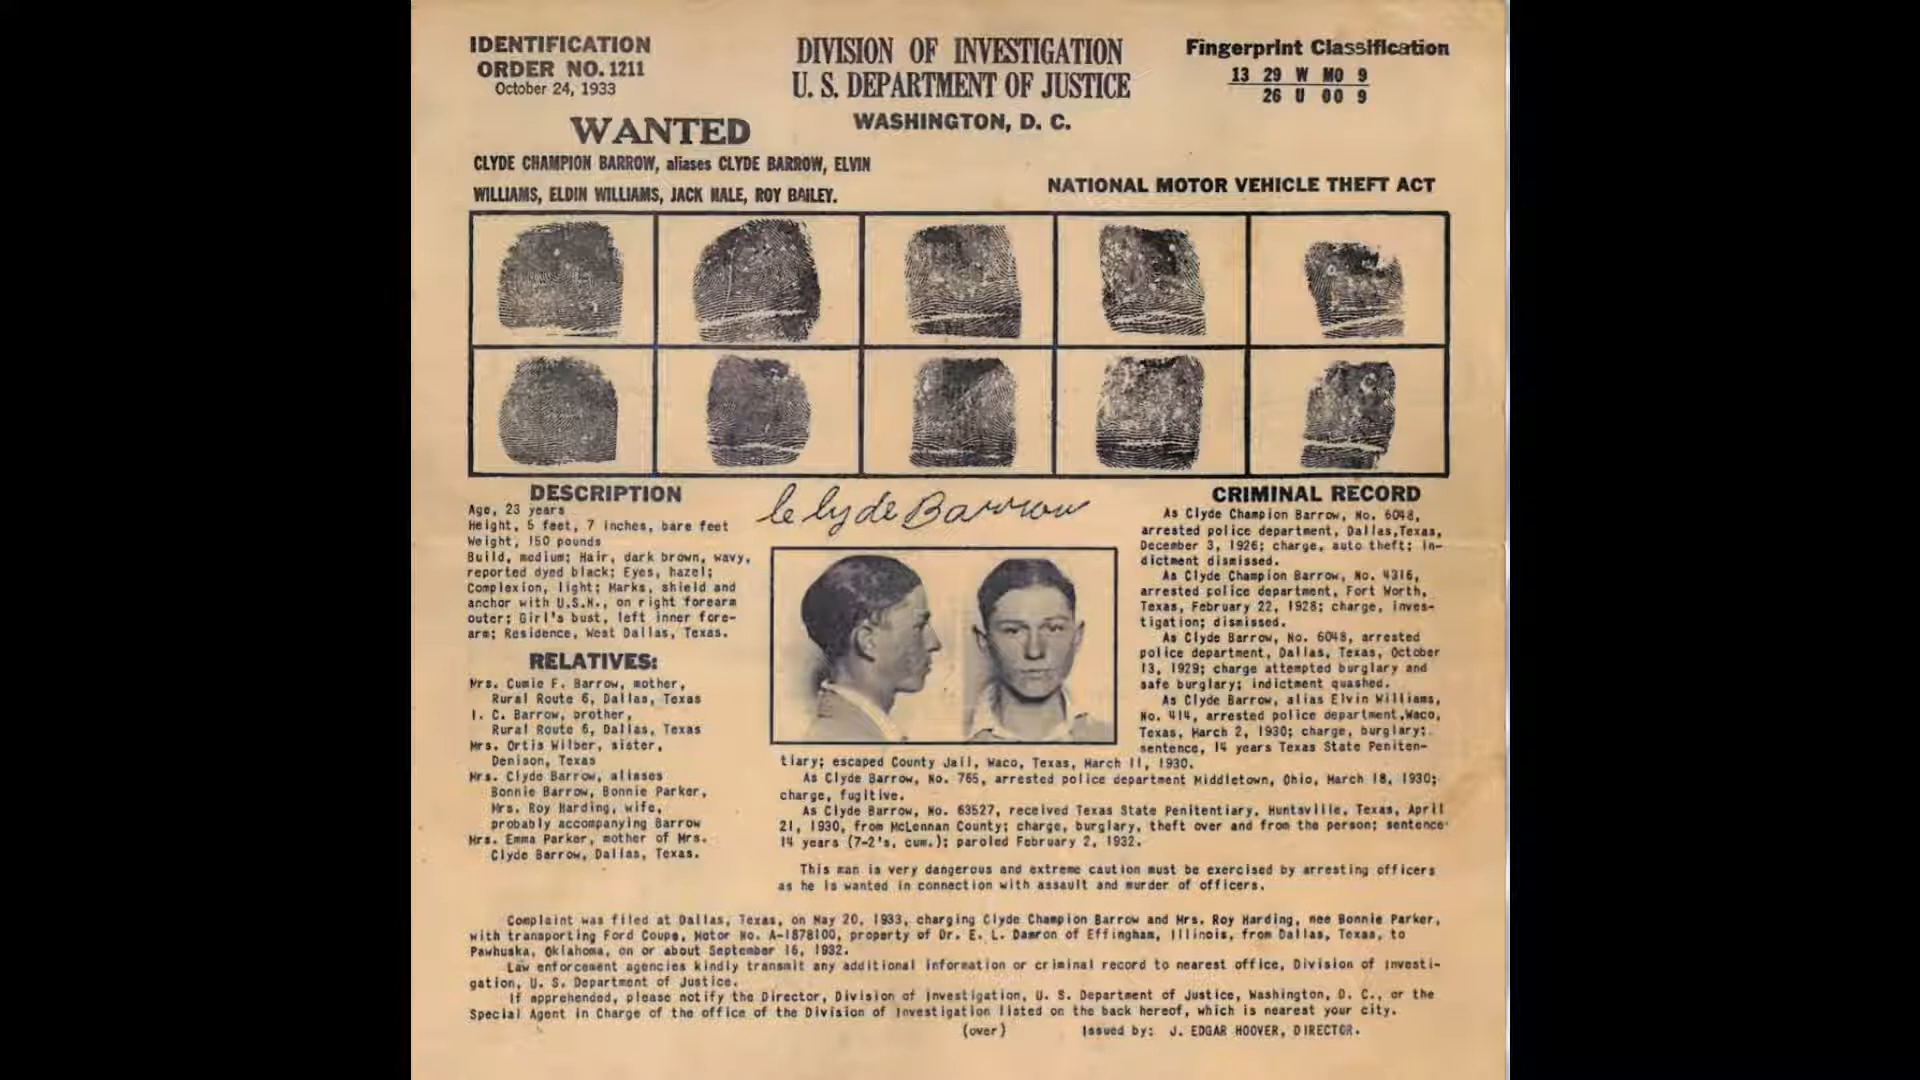 IDENTIFICATION
ORDER NO. 1211
October 24, 1933
DIVISION OF INVESTIGATION
U. S. DEPARTMENT OF JUSTICE
WASHINGTON, D. C.
Fingerprint Classification
13 29 W MO 9
26 U 00 9
WANTED
CLYDE CHAMPION BARROW, aliases CLYDE BARROW, ELVIN
WILLIAMS, ELDIN WILLIAMS, JACK HALE, ROY BAILEY.
NATIONAL MOTOR VEHICLE THEFT ACT
DESCRIPTION
Age, 23 years
Height, 5 feet, 7 inches, bare feet
Weight, 150 pounds
Build, medium; Hair, dark brown, wavy,
reported dyed black; Eyes, hazel;
Complexion, light; Marks, shield and
anchor with U.S.N., on right forearm
outer; Girl's bust, left inner fore-
arm; Residence, West Dallas, Texas.
RELATIVES:
Mrs. Cumie F. Barrow, mother,
Rural Route 6, Dallas, Texas
L. C. Barrow, brother,
Rural Route 6, Dallas, Texas
Mrs. Ortis Wilber, sister,
Denison, Texas
Mrs. Clyde Barrow, aliases
Bonnie Barrow, Bonnie Parker,
Mrs. Roy Harding, wife,
probably accompanying Barrow
Mrs. Emma Parker, mother of Mrs.
Clyde Barrow, Dallas, Texas.
Clyde Barrow
CRIMINAL RECORD
As Clyde Champion Barrow, No. 6048,
arrested police department, Dallas,Texas,
December 3, 1926; charge, auto theft; in-
dictment dismissed.
As Clyde Champion Barrow, No. 4316,
arrested police department, Fort Worth,
Texas, February 22, 1928; charge, inves-
tigation; dismissed.
As Clyde Barrow, No. 6048, arrested
police department, Dallas, Texas, October
13, 1929; charge attempted burglary and
safe burglary; indictment quashed.
As Clyde Barrow, alias Elvin Williams,
No. 414, arrested police department,Waco,
Texas, March 2, 1930; charge, burglary;
sentence, 14 years Texas State Peniten-
tiary; escaped County Jail, Waco, Texas, March 11, 1930.
As Clyde Barrow, No. 765, arrested police department Middletown, Ohio, March 18, 1930;
charge, fugitive.
As Clyde Barrow, No. 63527, received Texas State Penitentiary, Huntsville, Texas, April
21, 1930, from McLennan County; charge, burglary, theft over and from the person; sentence
14 years (7-2's, cum.); paroled February 2, 1932.
This man is very dangerous and extreme caution must be exercised by arresting officers
as he is wanted in connection with assault and murder of officers.
Complaint was filed at Dallas, Texas, on May 20, 1933, charging Clyde Champion Barrow and Mrs. Roy Harding, nee Bonnie Parker,
with transporting Ford Coupe, Motor No. A-1878100, property of Dr. E. L. Damron of Effingham, Illinois, from Dallas, Texas, to
Pawhuska, Oklahoma, on or about September 16, 1932.
Law enforcement agencies kindly transmit any additional information or criminal record to nearest office, Division of Investi-
gation, U. S. Department of Justice.
If apprehended, please notify the Director, Division of Investigation, U. S. Department of Justice, Washington, D. C., or the
Special Agent in Charge of the office of the Division of Investigation listed on the back hereof, which is nearest your city.
(over) Issued by: J. EDGAR HOOVER, DIRECTOR.